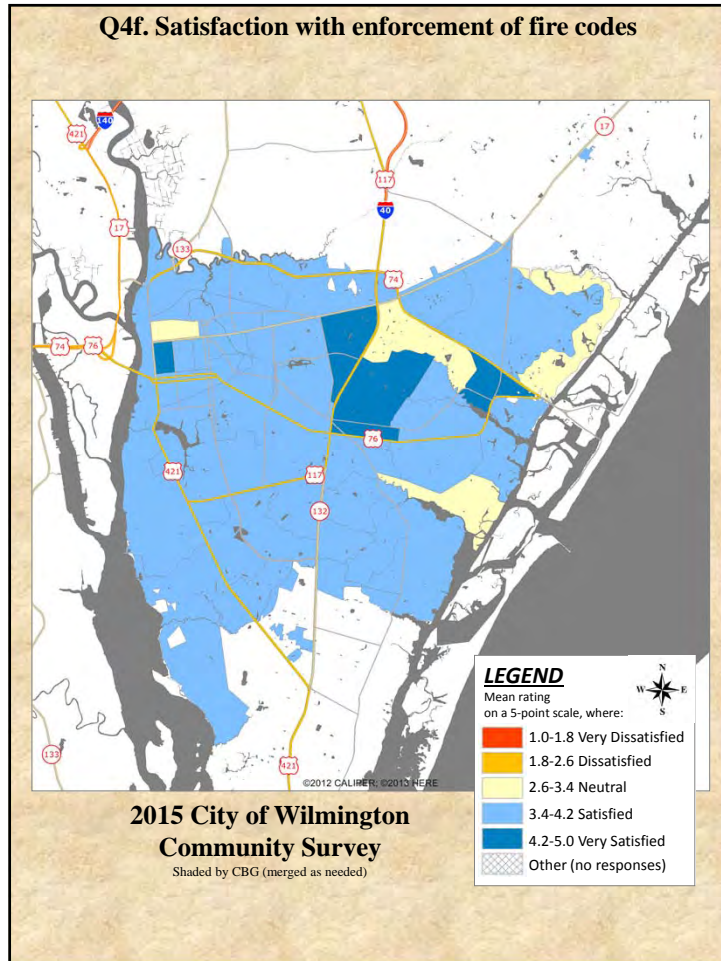 Q4f. Satisfaction with enforcement of fire codes
140
421
17
117
17
40
133
74
74
76
76
421
117
132
133
421
©2012 CALIPER; ©2013 HERE
LEGEND
Mean rating
on a 5-point scale, where:
1.0-1.8 Very Dissatisfied
1.8-2.6 Dissatisfied
2.6-3.4 Neutral
3.4-4.2 Satisfied
4.2-5.0 Very Satisfied
Other (no responses)
N
W E
S
2015 City of Wilmington
Community Survey
Shaded by CBG (merged as needed)